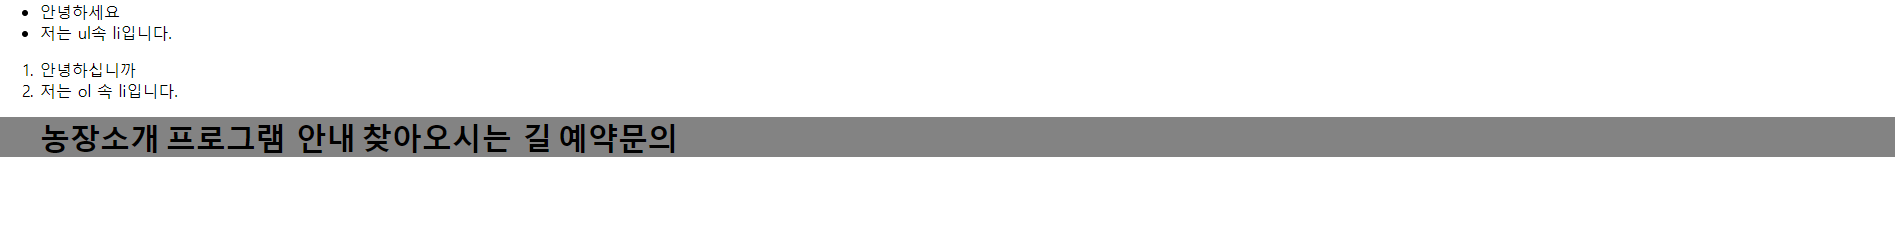 안녕하세요
저는 ul속 li입니다.
1. 안녕하십니까
2. 저는 ol 속 li입니다.
농장소개 프로그램 안내 찾아오시는 길 예약문의